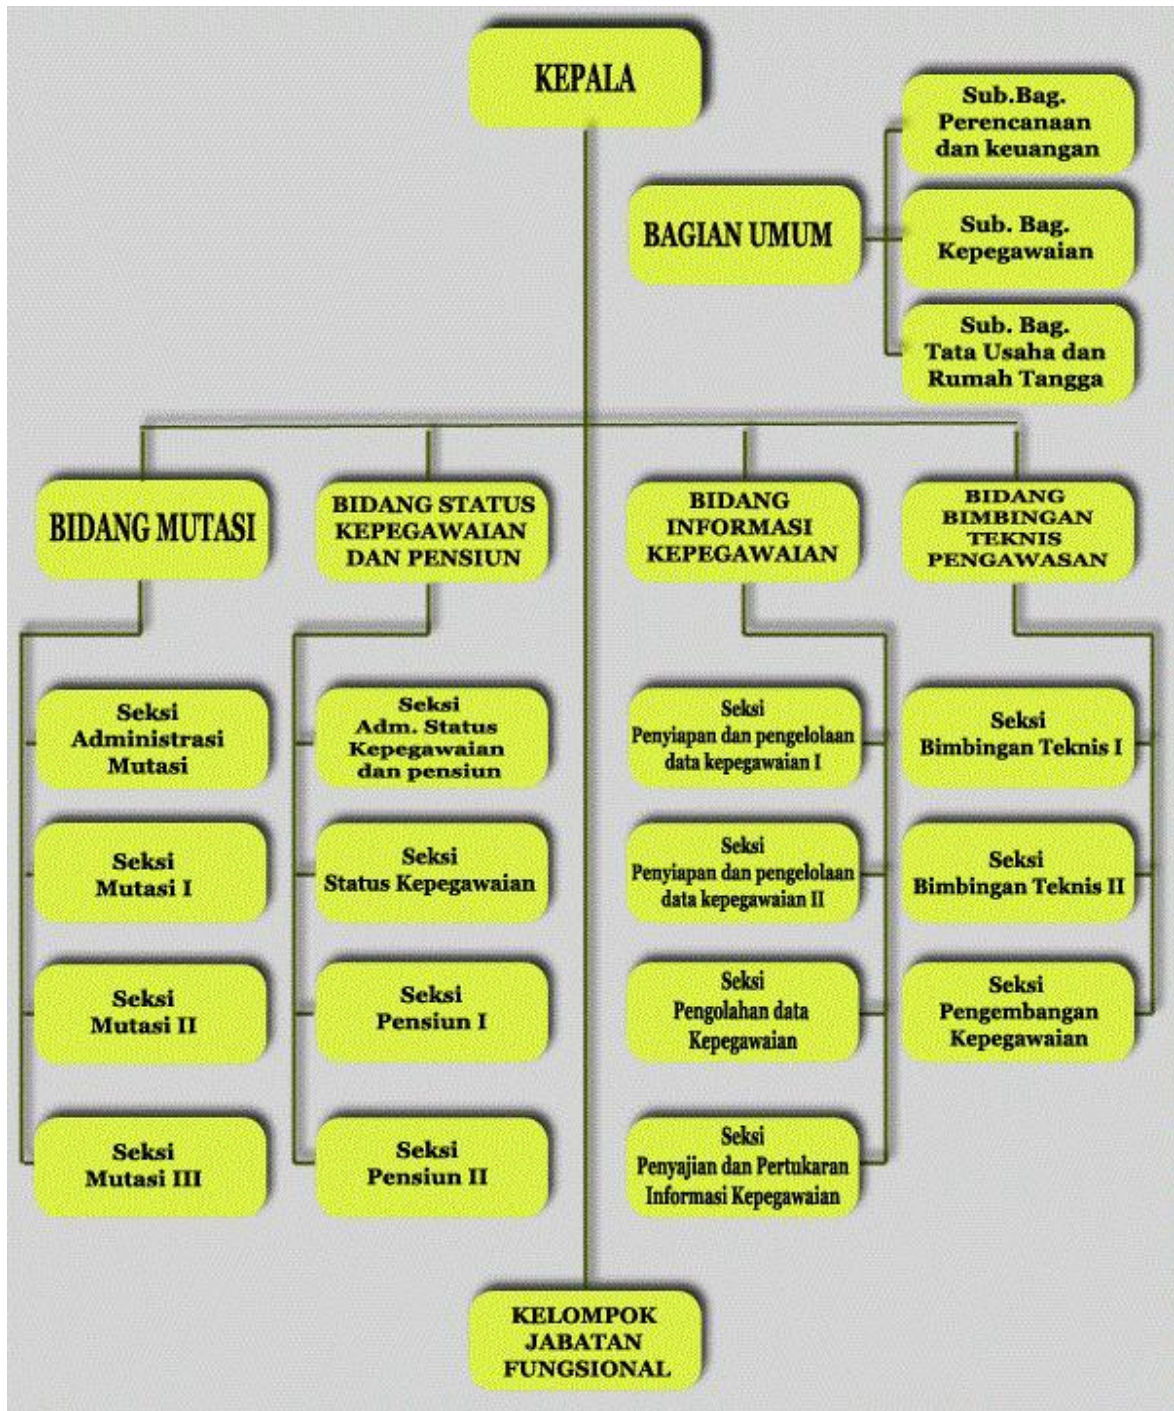 KEPALA
Sub.Bag.
Perencanaan
dan keuangan
BAGIAN UMUM
Sub. Bag.
Kepegawaian
Sub. Bag.
Tata Usaha dan
Rumah Tangga
BIDANG MUTASI
BIDANG STATUS
KEPEGAWAIAN
DAN PENSIUN
BIDANG
INFORMASI
KEPEGAWAIAN
BIDANG
BIMBINGAN
TEKNIS
PENGAWASAN
Seksi
Administrasi
Mutasi
Seksi
Adm. Status
Kepegawaian
dan pensiun
Seksi
Penyiapan dan pengelolaan
data kepegawaian I
Seksi
Bimbingan Teknis I
Seksi
Mutasi I
Seksi
Status Kepegawaian
Seksi
Penyiapan dan pengelolaan
data kepegawaian II
Seksi
Bimbingan Teknis II
Seksi
Mutasi II
Seksi
Pensiun I
Seksi
Pengolahan data
Kepegawaian
Seksi
Pengembangan
Kepegawaian
Seksi
Mutasi III
Seksi
Pensiun II
Seksi
Penyajian dan Pertukaran
Informasi Kepegawaian
KELOMPOK
JABATAN
FUNGSIONAL